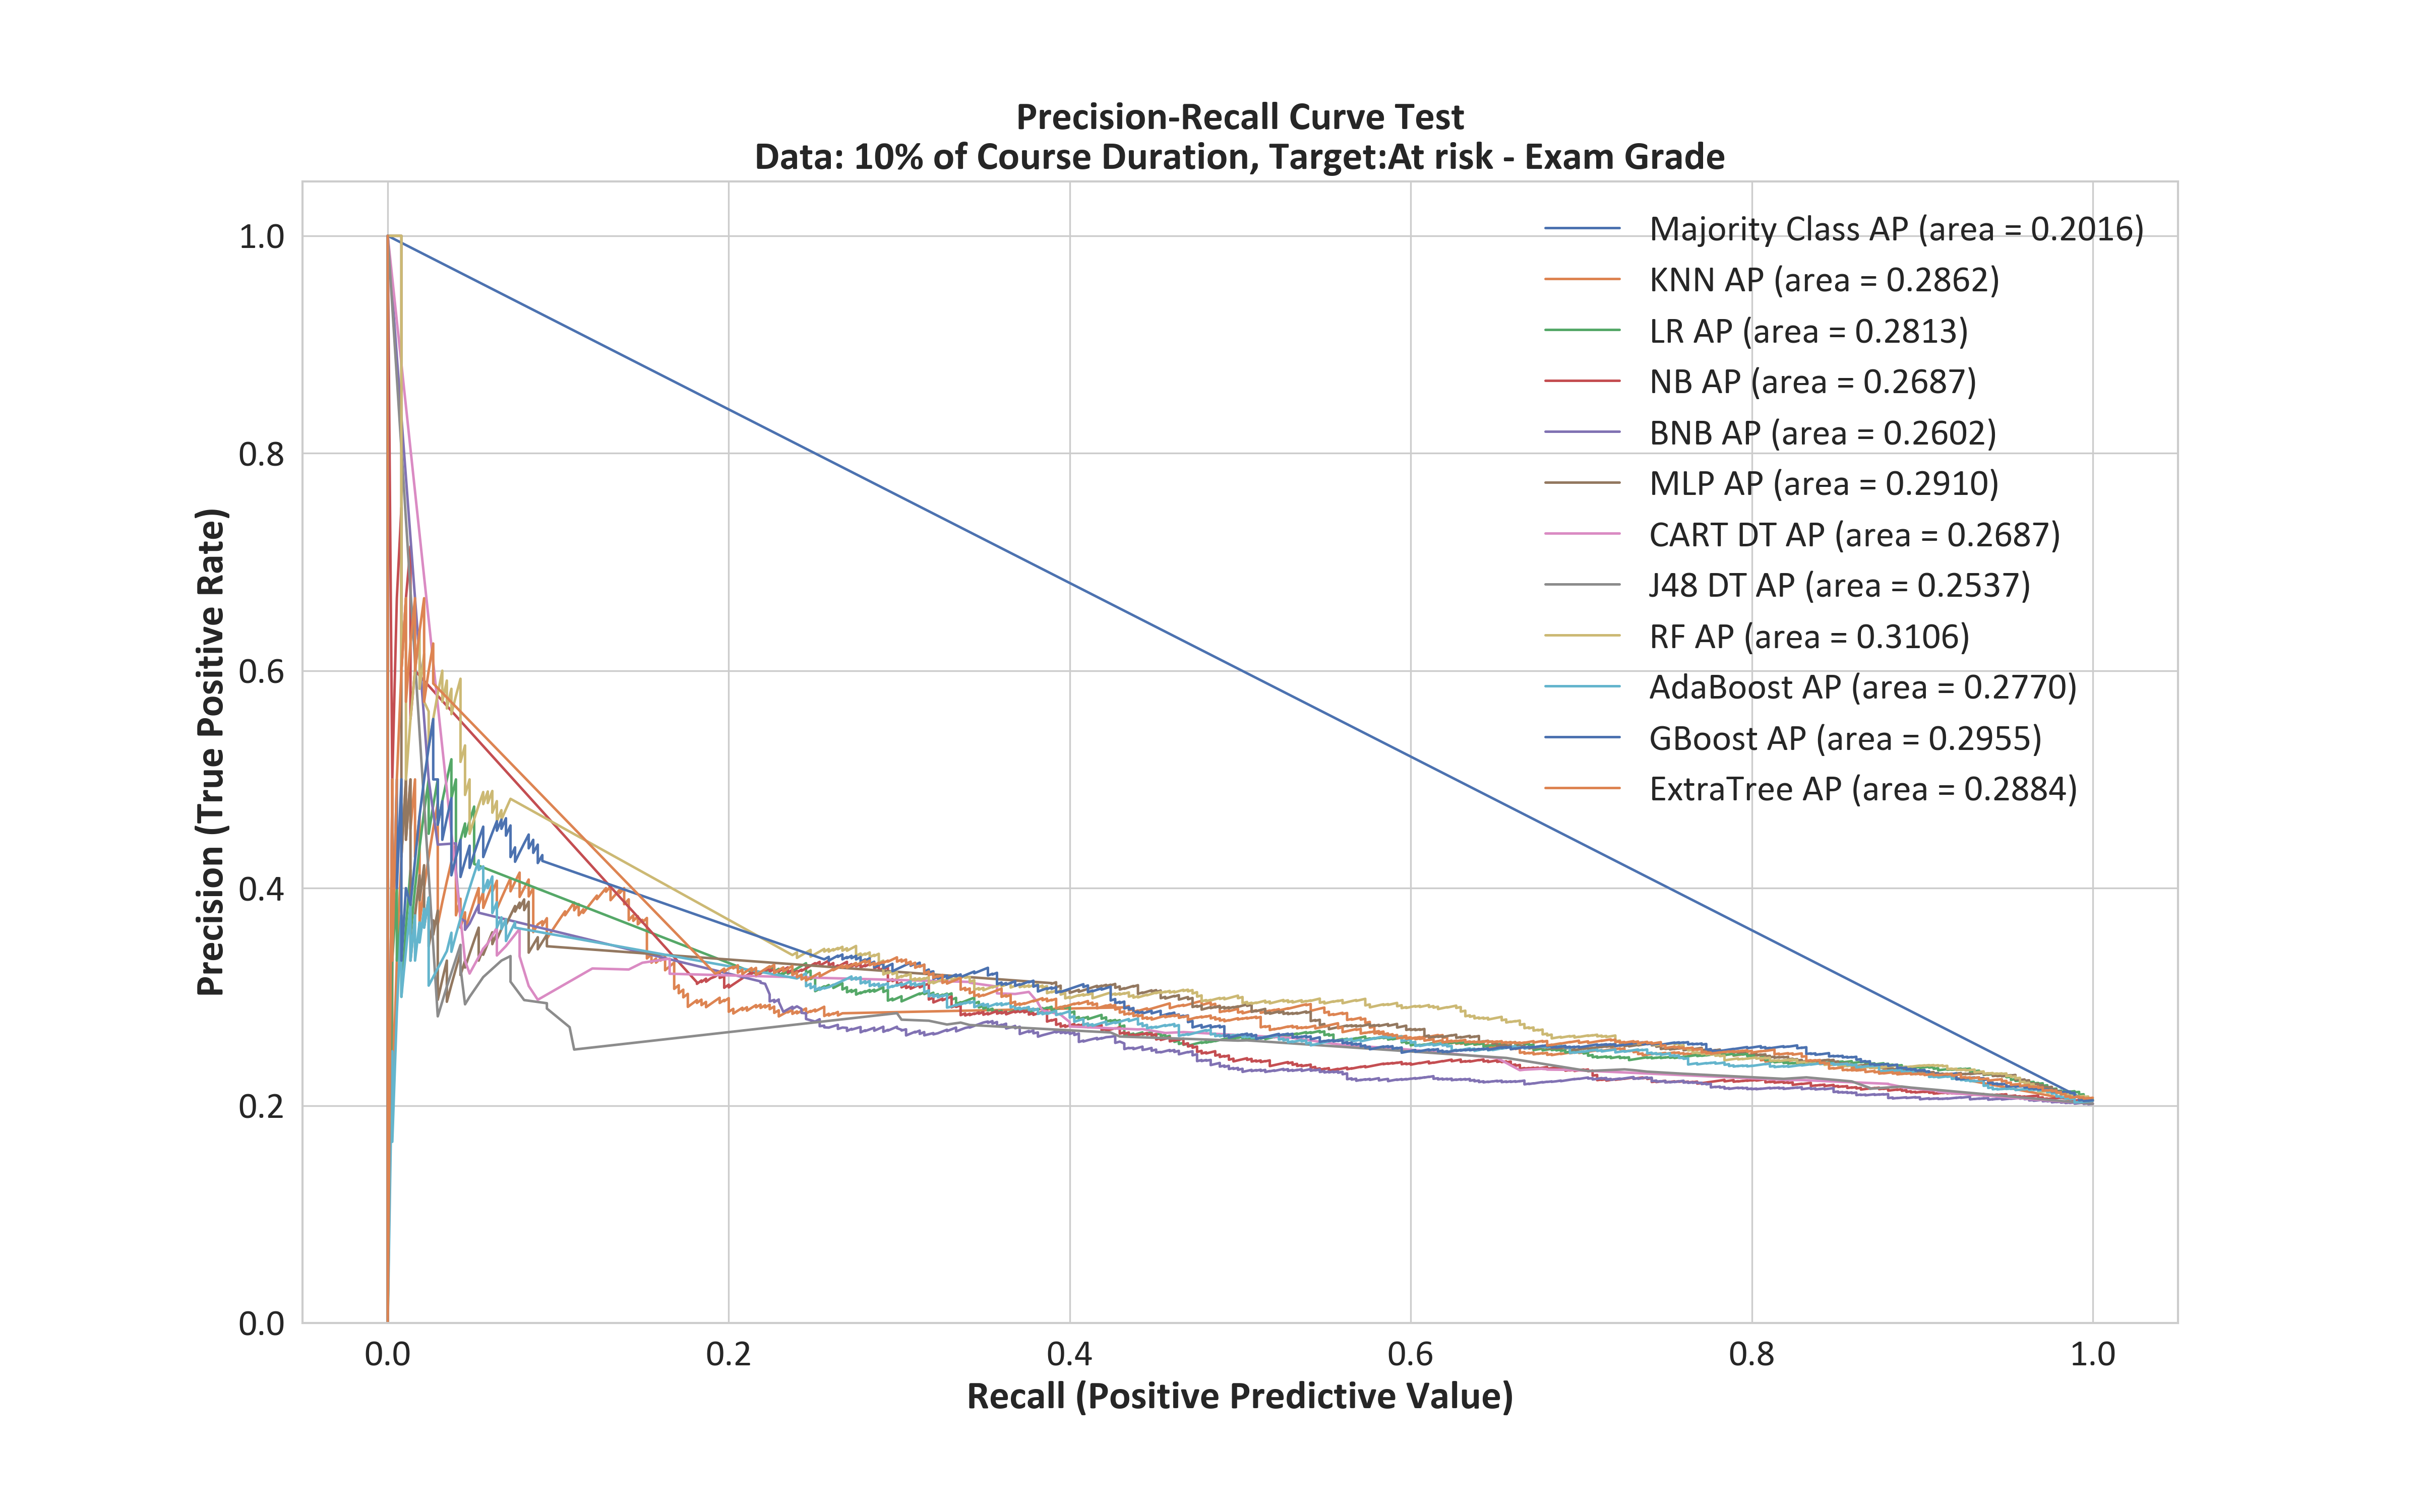 Precision-Recall Curve Test
Data: 10% of Course Duration, Target:At risk - Exam Grade
Majority Class AP (area = 0.2016)
KNN AP (area = 0.2862)
LR AP (area = 0.2813)
NB AP (area = 0.2687)
BNB AP (area = 0.2602)
MLP AP (area = 0.2910)
CART DT AP (area = 0.2687)
J48 DT AP (area = 0.2537)
RF AP (area = 0.3106)
AdaBoost AP (area = 0.2770)
GBoost AP (area = 0.2955)
ExtraTree AP (area = 0.2884)
Precision (True Positive Rate)
1.0
0.8
0.6
0.4
0.2
0.0
0.0 0.2 0.4 0.6 0.8 1.0
Recall (Positive Predictive Value)